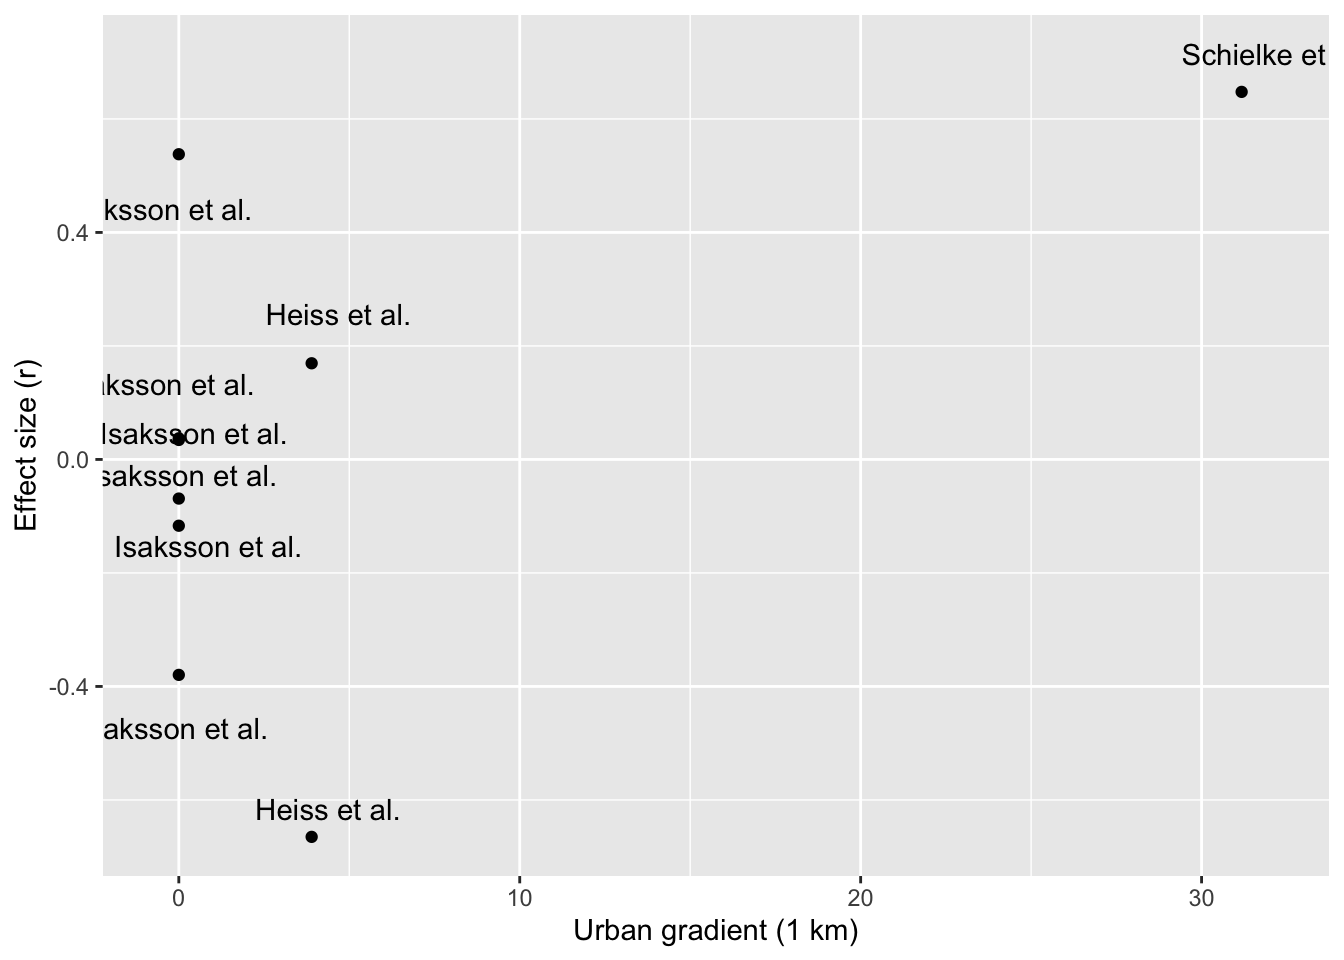 Schielke et
ksson et al.
0.4
Heiss et al.
ksson et al.
Isaksson et al.
0.0
saksson et al.
Isaksson et al.
-0.4
aksson et al.
Heiss et al.
0
10
20
30
Urban gradient (1 km)
Effect size (r)